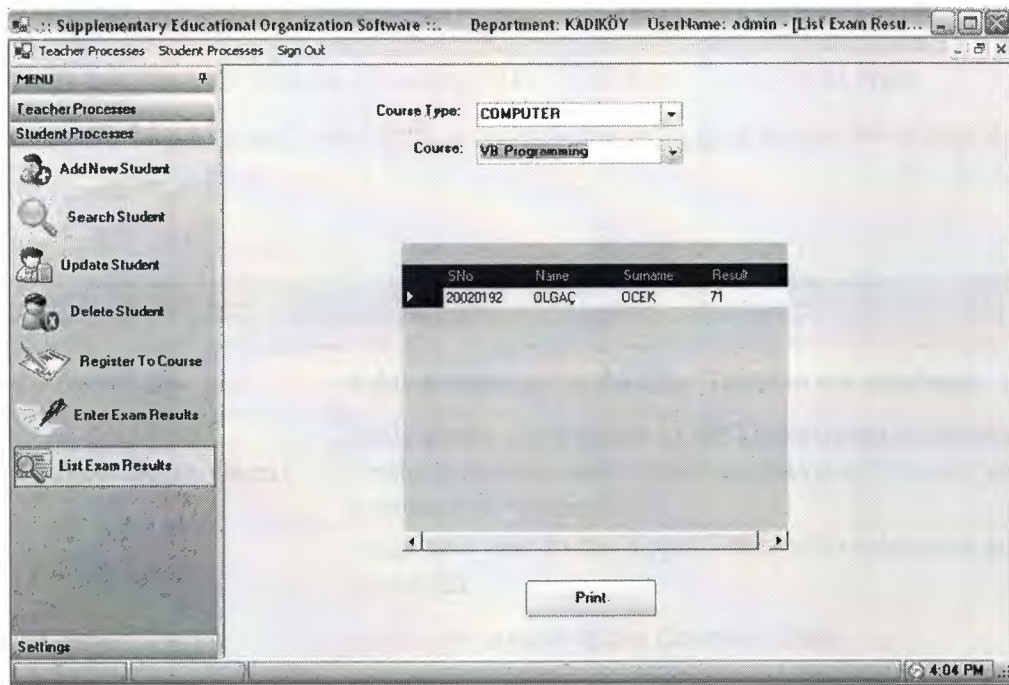 .:: Supplementary Educational Organization Software ::. Department: KADIKÖY UserName: admin - [List Exam Resu...
Teacher Processes Student Processes Sign Out
MENU
Teacher Processes
Student Processes
Add New Student
Search Student
Update Student
Delete Student
Register To Course
Enter Exam Results
List Exam Results
Settings
Course Type: COMPUTER
Course: VB Programming
SNo Name Surname Result
20020192 OLGAÇ OCEK 71
Print
4:04 PM